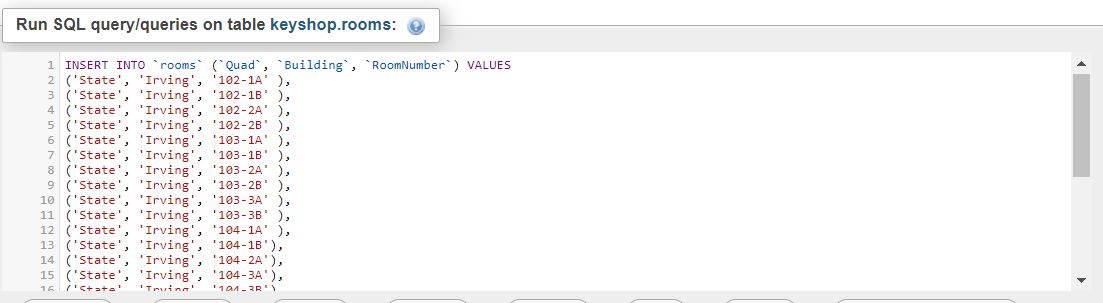 Run SQL query/queries on table keyshop.rooms:
1 INSERT INTO `rooms` (`Quad`, `Building`, `RoomNumber`) VALUES
2 ('State', 'Irving', '102-1A' ),
3 ('State', 'Irving', '102-1B' ),
4 ('State', 'Irving', '102-2A' ),
5 ('State', 'Irving', '102-2B' ),
6 ('State', 'Irving', '103-1A' ),
7 ('State', 'Irving', '103-1B' ),
8 ('State', 'Irving', '103-2A' ),
9 ('State', 'Irving', '103-2B' ),
10 ('State', 'Irving', '103-3A' ),
11 ('State', 'Irving', '103-3B' ),
12 ('State', 'Irving', '104-1A' ),
13 ('State', 'Irving', '104-1B'),
14 ('State', 'Irving', '104-2A'),
15 ('State', 'Irving', '104-3A'),
16 ('State', 'Irving', '104-3B')